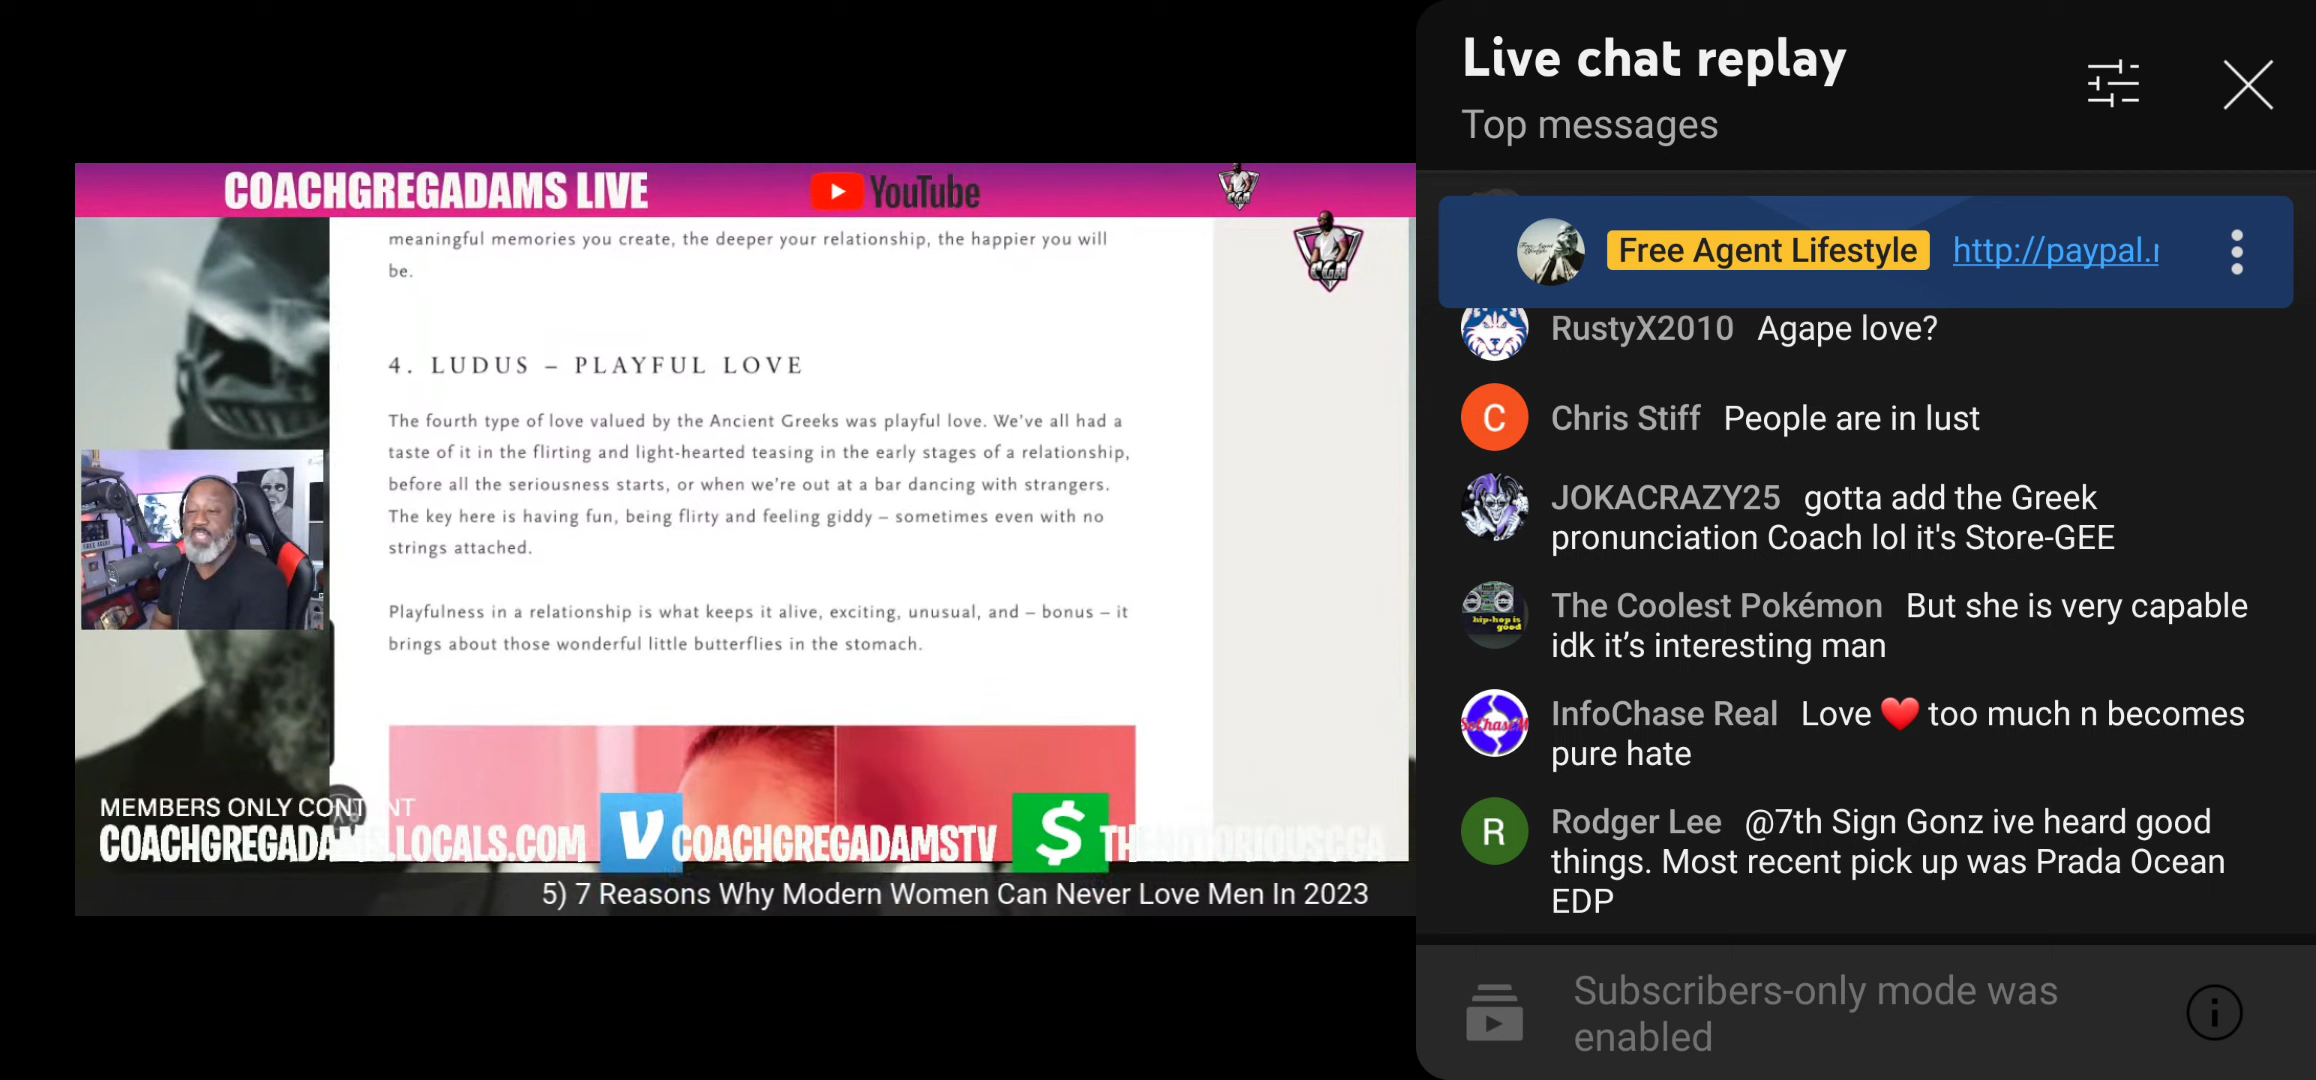 COACHGREGADAMS LIVE
YouTube
CGA
CGA
meaningful memories you create, the deeper your relationship, the happier you will
be.
4. LUDUS – PLAYFUL LOVE
The fourth type of love valued by the Ancient Greeks was playful love. We've all had a
taste of it in the flirting and light-hearted teasing in the early stages of a relationship,
before all the seriousness starts, or when we're out at a bar dancing with strangers.
The key here is having fun, being flirty and feeling giddy – sometimes even with no
strings attached.
Playfulness in a relationship is what keeps it alive, exciting, unusual, and – bonus – it
brings about those wonderful little butterflies in the stomach.
MEMBERS ONLY CONTENT
COACHGREGADAMS.LOCALS.COM
V COACHGREGADAMSTV
$ THENOTORIOUSCGA
5) 7 Reasons Why Modern Women Can Never Love Men In 2023
Live chat replay
Top messages
Free Agent Lifestyle http://paypal.
RustyX2010 Agape love?
C Chris Stiff People are in lust
JOKACRAZY25 gotta add the Greek
pronunciation Coach lol it's Store-GEE
hip-hop is
good
The Coolest Pokémon But she is very capable
idk it’s interesting man
InfoChase Real Love ❤️ too much n becomes
pure hate
R Rodger Lee @7th Sign Gonz ive heard good
things. Most recent pick up was Prada Ocean
EDP
Subscribers-only mode was
enabled